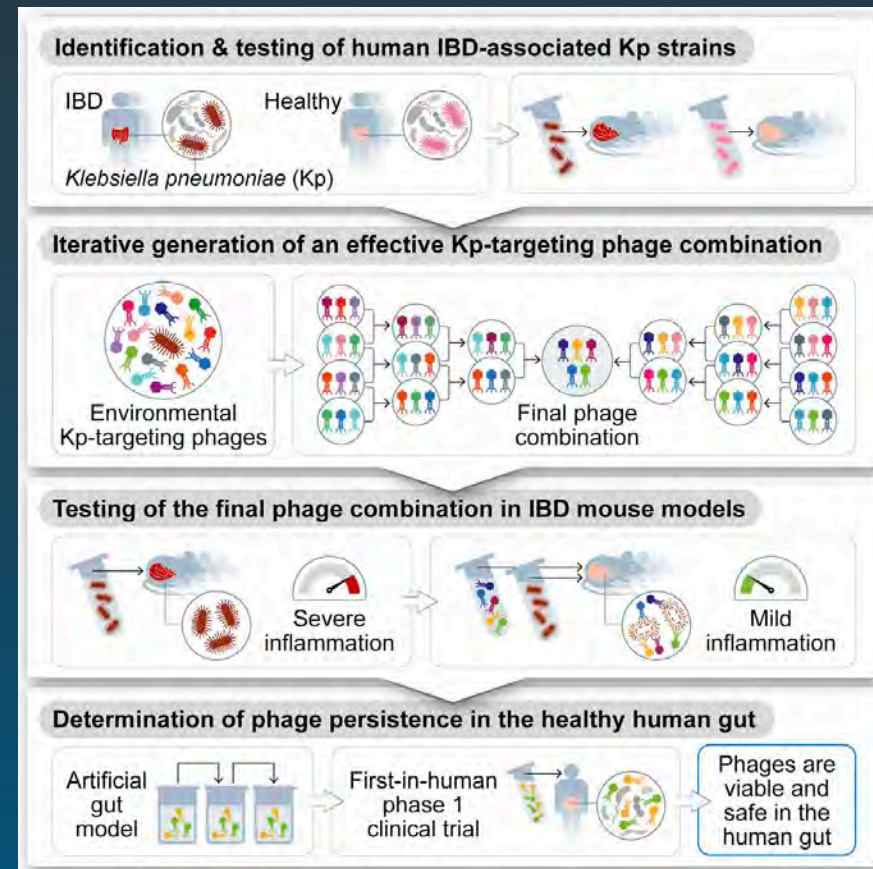 Identification & testing of human IBD-associated Kp strains
IBD
Healthy
Klebsiella pneumoniae (Kp)
Iterative generation of an effective Kp-targeting phage combination
Environmental
Kp-targeting phages
Final phage
combination
Testing of the final phage combination in IBD mouse models
Severe
inflammation
Mild
inflammation
Determination of phage persistence in the healthy human gut
Artificial
gut
model
First-in-human
phase 1
clinical trial
Phages are
viable and
safe in the
human gut